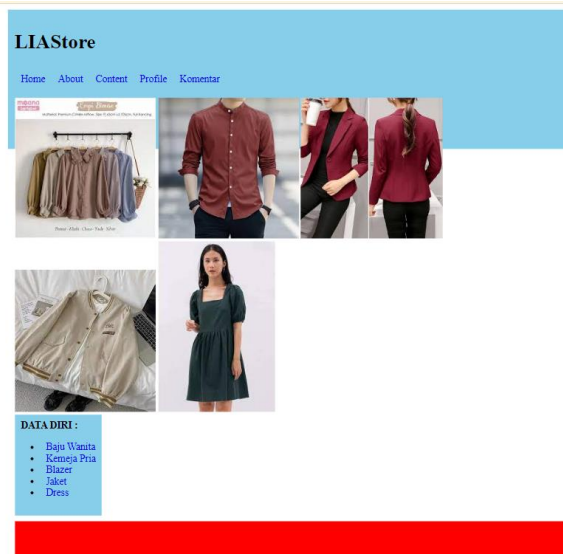 LIAStore
Home About Content Profile Komentar
DATA DIRI :
Baju Wanita
Kemeja Pria
Blazer
Jaket
Dress